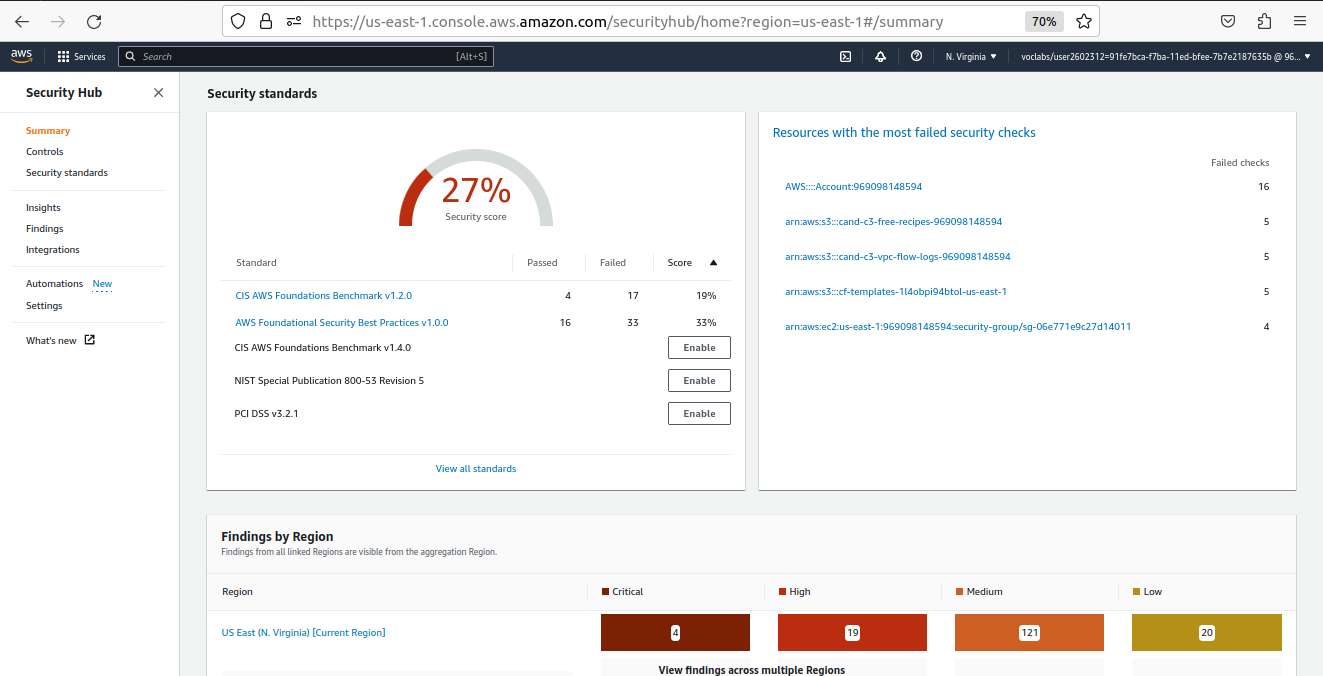 https://us-east-1.console.aws.amazon.com/securityhub/home?region=us-east-1#/summary 70%
aws Services Search [Alt+S] N. Virginia voclabs/user2602312=91fe7bca-f7ba-11ed-bfee-7b7e2187635b @ 96...
Security Hub
Summary
Controls
Security standards
Insights
Findings
Integrations
Automations New
Settings
What's new
Security standards
27%
Security score
Standard Passed Failed Score
CIS AWS Foundations Benchmark v1.2.0 4 17 19%
AWS Foundational Security Best Practices v1.0.0 16 33 33%
CIS AWS Foundations Benchmark v1.4.0 Enable
NIST Special Publication 800-53 Revision 5 Enable
PCI DSS v3.2.1 Enable
View all standards
Resources with the most failed security checks
Failed checks
AWS::::Account:969098148594 16
arn:aws:s3:::cand-c3-free-recipes-969098148594 5
arn:aws:s3:::cand-c3-vpc-flow-logs-969098148594 5
arn:aws:s3:::cf-templates-1l4obpi94btol-us-east-1 5
arn:aws:ec2:us-east-1:969098148594:security-group/sg-06e771e9c27d14011 4
Findings by Region
Findings from all linked Regions are visible from the aggregation Region.
Region Critical High Medium Low
US East (N. Virginia) [Current Region] 4 19 121 20
View findings across multiple Regions